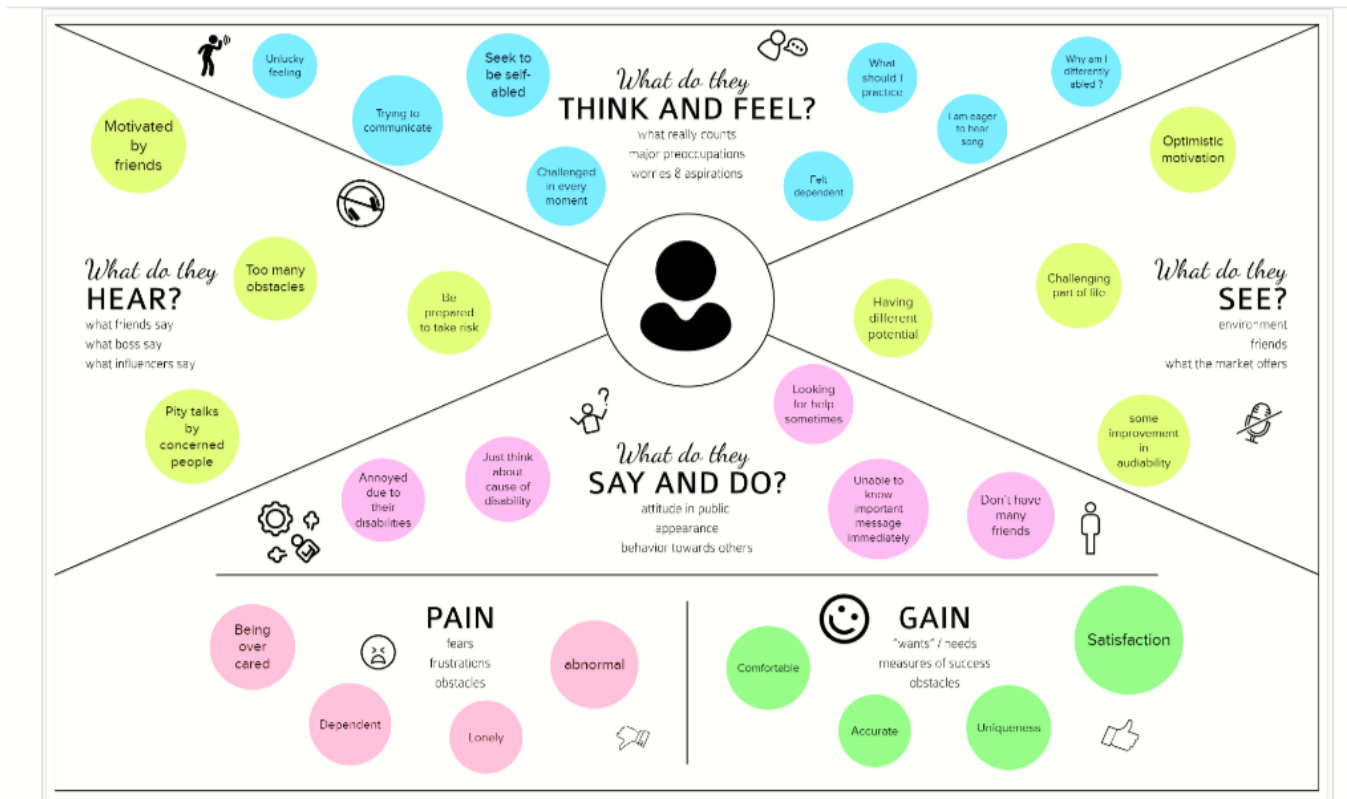 Unlucky
feeling
Trying to
communicate
Seek to
be self-
abled
Challenged
in every
moment
What do they
THINK AND FEEL?
what really counts
major preoccupations
worries & aspirations
What
should I
practice
I am eager
to hear
song
Why am I
differently
abled ?
Felt
dependent
Motivated
by
friends
What do they
HEAR?
what friends say
what boss say
what influencers say
Too many
obstacles
Be
prepared
to take risk
Pity talks
by
concerned
people
Optimistic
motivation
Challenging
part of life
Having
different
potential
What do they
SEE?
environment
friends
what the market offers
some
improvement
in
audiability
Annoyed
due to
their
disabilities
Just think
about
cause of
disability
What do they
SAY AND DO?
attitude in public
appearance
behavior towards others
Looking
for help
sometimes
Unable to
know
important
message
immediately
Don't have
many
friends
Being
over
cared
Dependent
PAIN
fears
frustrations
obstacles
Lonely
abnormal
Comfortable
GAIN
"wants" / needs
measures of success
obstacles
Accurate
Uniqueness
Satisfaction